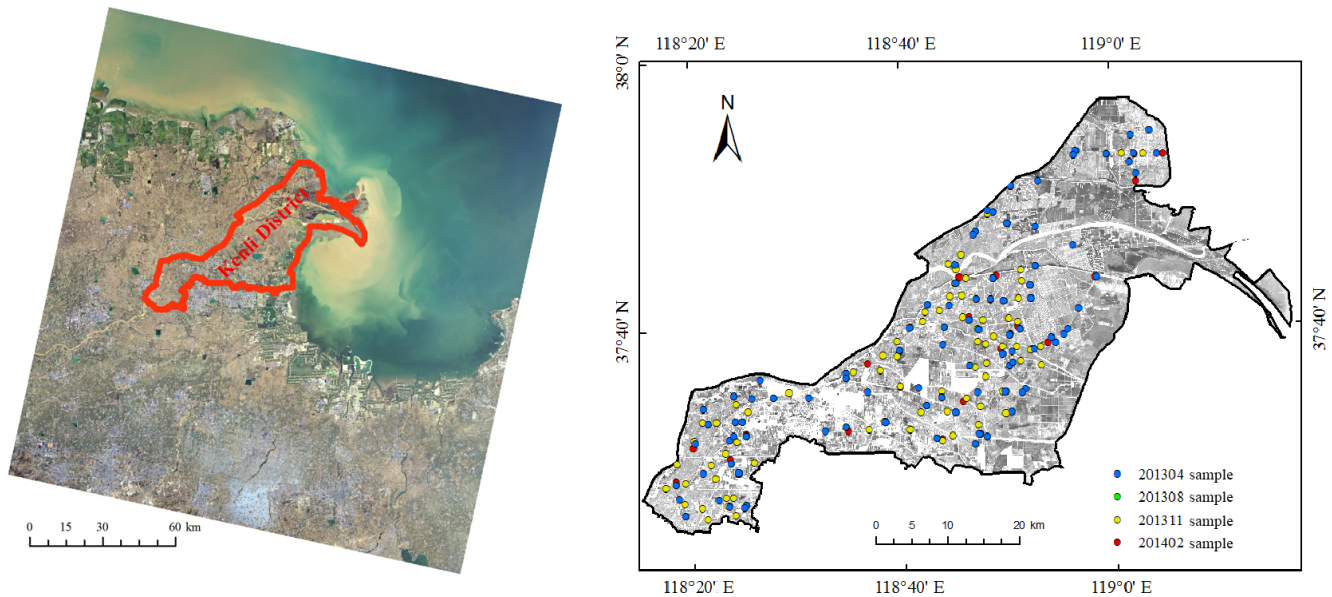 Kenli District
0 15 30 60 km
118°20' E 118°40' E 119°0' E
38°0' N
37°40' N
37°40' N
N
201304 sample
201308 sample
201311 sample
201402 sample
0 5 10 20 km
118°20' E 118°40' E 119°0' E